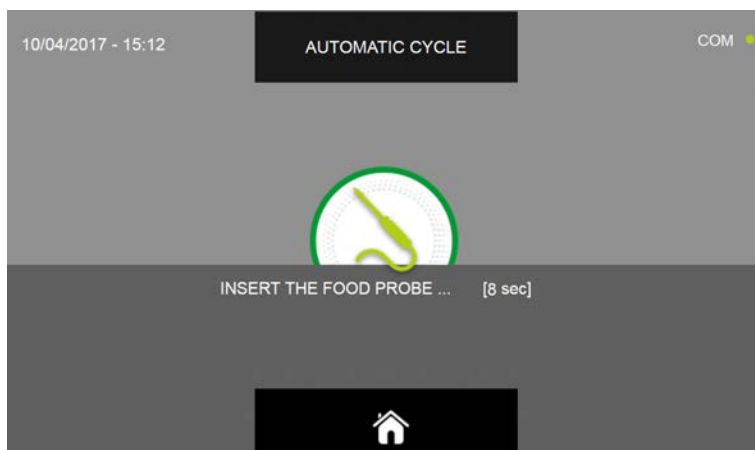 10/04/2017 - 15:12
AUTOMATIC CYCLE
COM
INSERT THE FOOD PROBE ... [8 sec]